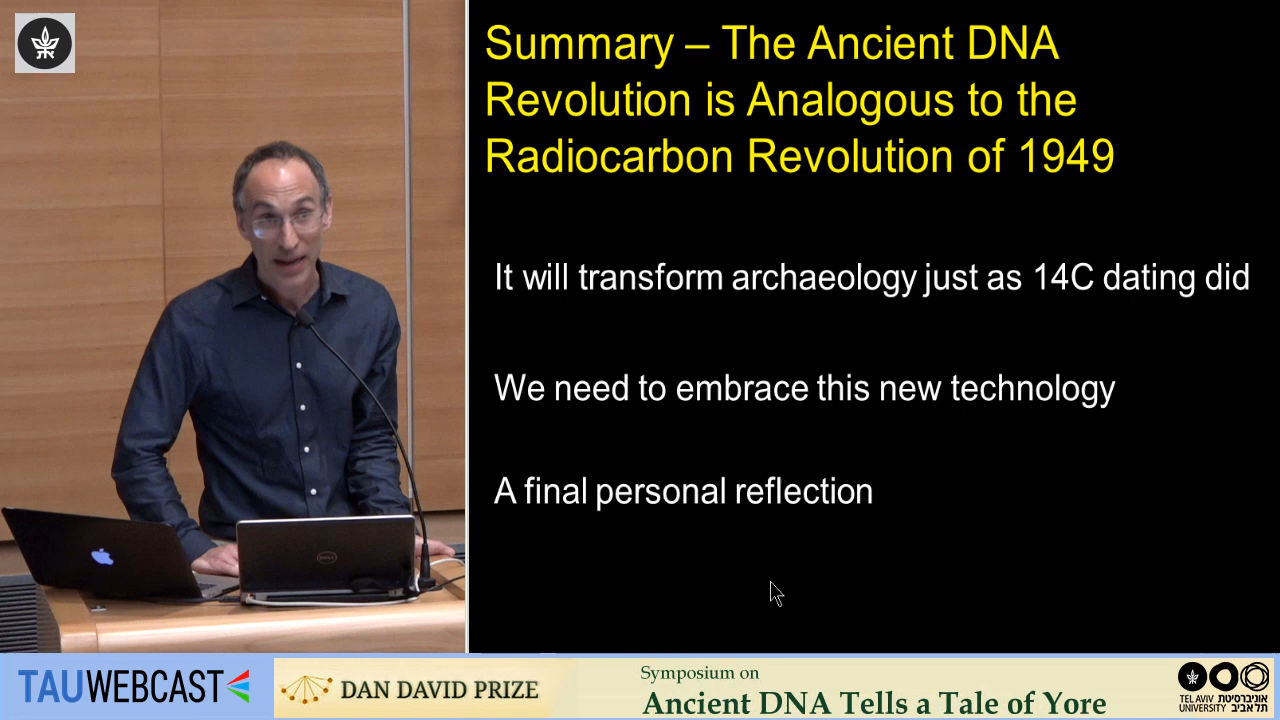 Summary – The Ancient DNA
Revolution is Analogous to the
Radiocarbon Revolution of 1949
It will transform archaeology just as 14C dating did
We need to embrace this new technology
A final personal reflection
DELL
TAUWEBCAST
DAN DAVID PRIZE
Symposium on
Ancient DNA Tells a Tale of Yore
TEL AVIV אוניברסיטת
UNIVERSITY תל אביב